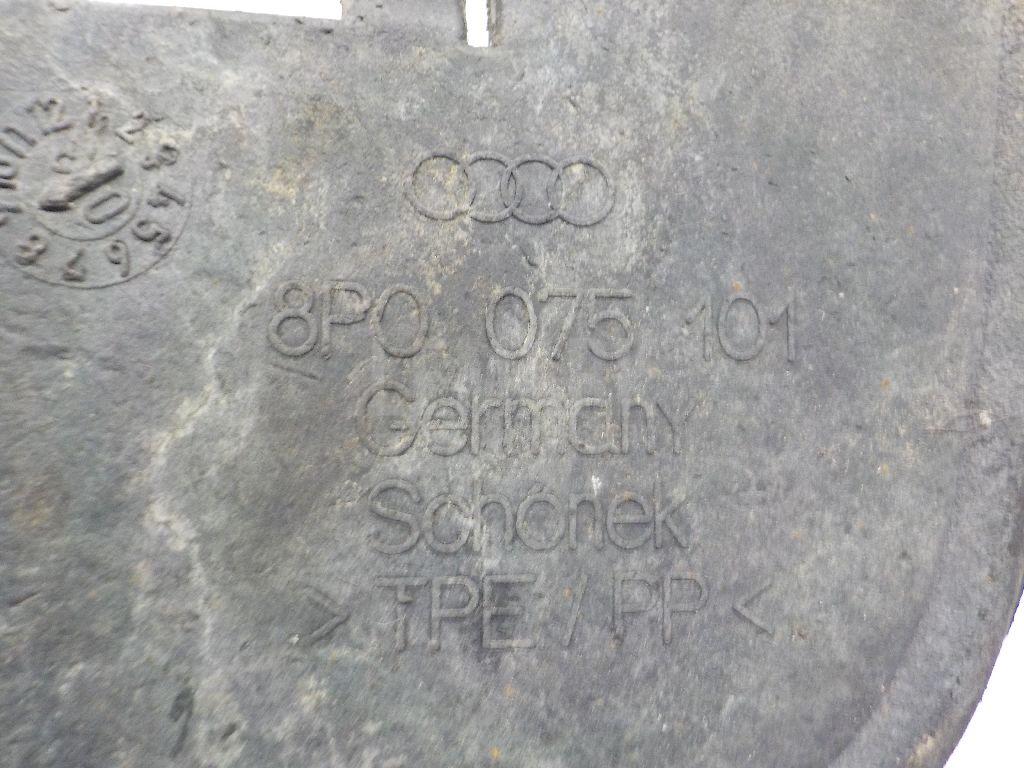 8P0 075 101
Germany
Schönek
>TPE/PP<